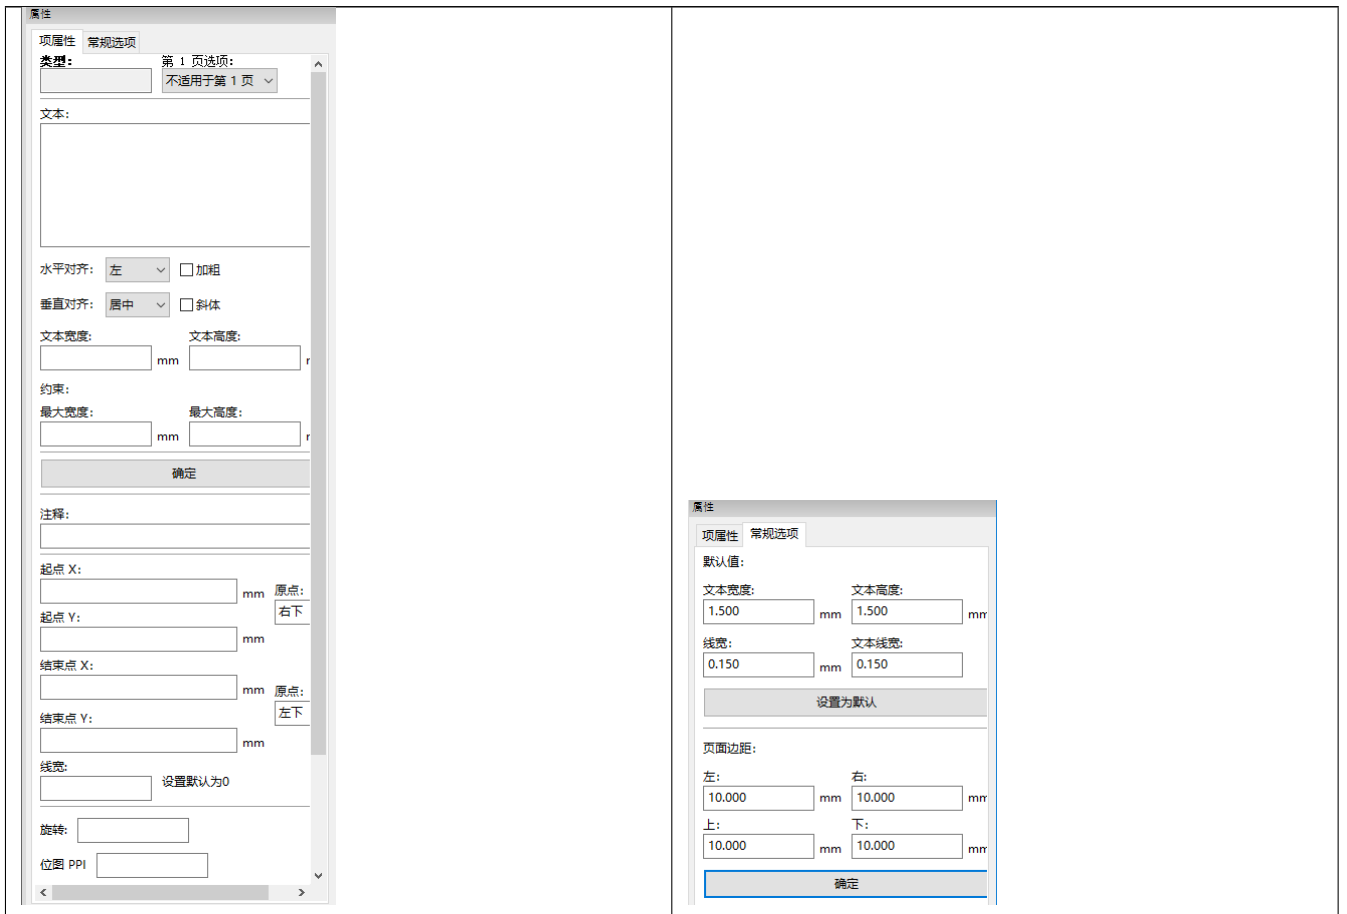 属性
项属性 常规选项
类型: 第 1 页选项:
不适用于第 1 页
文本:
水平对齐: 左 加粗
垂直对齐: 居中 斜体
文本宽度: 文本高度:
mm
约束:
最大宽度: 最大高度:
mm
确定
注释:
起点 X:
mm 原点:
右下
起点 Y:
mm
结束点 X:
mm 原点:
左下
结束点 Y:
mm
线宽:
设置默认为0
旋转:
位图 PPI
属性
项属性 常规选项
默认值:
文本宽度: 文本高度:
1.500 mm 1.500 mm
线宽: 文本线宽:
0.150 mm 0.150
设置为默认
页面边距:
左: 右:
10.000 mm 10.000 mm
上: 下:
10.000 mm 10.000 mm
确定